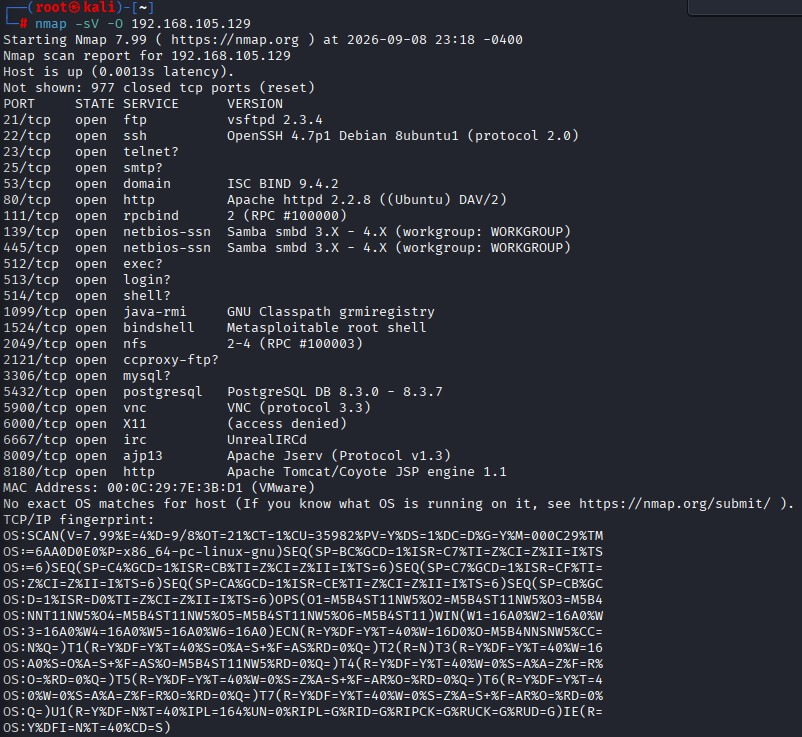 ┌──(root㉿kali)-[~]
└─# nmap -sV -O 192.168.105.129
Starting Nmap 7.99 ( https://nmap.org ) at 2026-09-08 23:18 -0400
Nmap scan report for 192.168.105.129
Host is up (0.0013s latency).
Not shown: 977 closed tcp ports (reset)
PORT     STATE SERVICE      VERSION
21/tcp   open  ftp          vsftpd 2.3.4
22/tcp   open  ssh          OpenSSH 4.7p1 Debian 8ubuntu1 (protocol 2.0)
23/tcp   open  telnet?
25/tcp   open  smtp?
53/tcp   open  domain       ISC BIND 9.4.2
80/tcp   open  http         Apache httpd 2.2.8 ((Ubuntu) DAV/2)
111/tcp  open  rpcbind      2 (RPC #100000)
139/tcp  open  netbios-ssn  Samba smbd 3.X - 4.X (workgroup: WORKGROUP)
445/tcp  open  netbios-ssn  Samba smbd 3.X - 4.X (workgroup: WORKGROUP)
512/tcp  open  exec?
513/tcp  open  login?
514/tcp  open  shell?
1099/tcp open  java-rmi     GNU Classpath grmiregistry
1524/tcp open  bindshell    Metasploitable root shell
2049/tcp open  nfs          2-4 (RPC #100003)
2121/tcp open  ccproxy-ftp?
3306/tcp open  mysql?
5432/tcp open  postgresql   PostgreSQL DB 8.3.0 - 8.3.7
5900/tcp open  vnc          VNC (protocol 3.3)
6000/tcp open  X11          (access denied)
6667/tcp open  irc          UnrealIRCd
8009/tcp open  ajp13        Apache Jserv (Protocol v1.3)
8180/tcp open  http         Apache Tomcat/Coyote JSP engine 1.1
MAC Address: 00:0C:29:7E:3B:D1 (VMware)
No exact OS matches for host (If you know what OS is running on it, see https://nmap.org/submit/ ).
TCP/IP fingerprint:
OS:SCAN(V=7.99%E=4%D=9/8%OT=21%CT=1%CU=35982%PV=Y%DS=1%DC=D%G=Y%M=000C29%TM
OS:=6AA0D0E0%P=x86_64-pc-linux-gnu)SEQ(SP=BC%GCD=1%ISR=C7%TI=Z%CI=Z%II=I%TS
OS:=6)SEQ(SP=C4%GCD=1%ISR=CB%TI=Z%CI=Z%II=I%TS=6)SEQ(SP=C7%GCD=1%ISR=CF%TI=
OS:Z%CI=Z%II=I%TS=6)SEQ(SP=CA%GCD=1%ISR=CE%TI=Z%CI=Z%II=I%TS=6)SEQ(SP=CB%GC
OS:D=1%ISR=D0%TI=Z%CI=Z%II=I%TS=6)OPS(O1=M5B4ST11NW5%O2=M5B4ST11NW5%O3=M5B4
OS:NNT11NW5%O4=M5B4ST11NW5%O5=M5B4ST11NW5%O6=M5B4ST11)WIN(W1=16A0%W2=16A0%W
OS:3=16A0%W4=16A0%W5=16A0%W6=16A0)ECN(R=Y%DF=Y%T=40%W=16D0%O=M5B4NNSNW5%CC=
OS:N%Q=)T1(R=Y%DF=Y%T=40%S=O%A=S+%F=AS%RD=0%Q=)T2(R=N)T3(R=Y%DF=Y%T=40%W=16
OS:A0%S=O%A=S+%F=AS%O=M5B4ST11NW5%RD=0%Q=)T4(R=Y%DF=Y%T=40%W=0%S=A%A=Z%F=R%
OS:O=%RD=0%Q=)T5(R=Y%DF=Y%T=40%W=0%S=Z%A=S+%F=AR%O=%RD=0%Q=)T6(R=Y%DF=Y%T=4
OS:0%W=0%S=A%A=Z%F=R%O=%RD=0%Q=)T7(R=Y%DF=Y%T=40%W=0%S=Z%A=S+%F=AR%O=%RD=0%
OS:Q=)U1(R=Y%DF=N%T=40%IPL=164%UN=0%RIPL=G%RID=G%RIPCK=G%RUCK=G%RUD=G)IE(R=
OS:Y%DFI=N%T=40%CD=S)